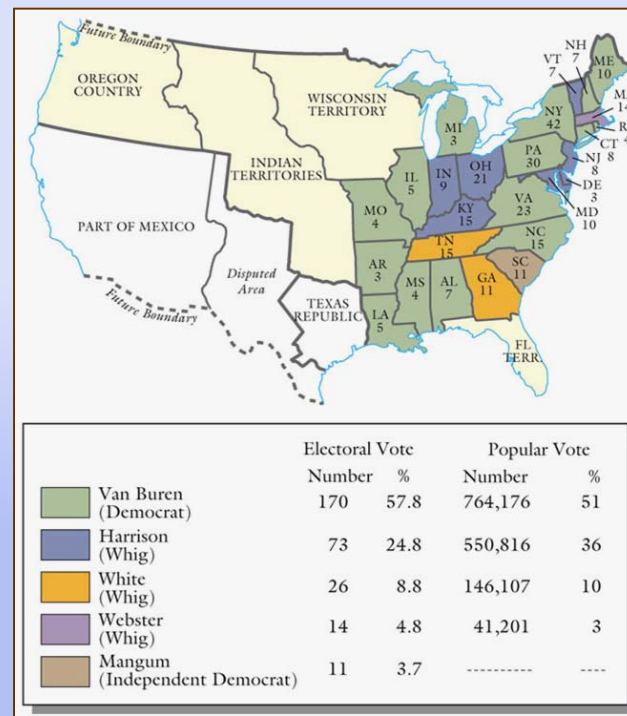 Future Boundary
OREGON
COUNTRY
WISCONSIN
TERRITORY
INDIAN
TERRITORIES
PART OF MEXICO
Disputed
Area
TEXAS
REPUBLIC
Future Boundary
FL
TERR.
NH
7
VT
7
ME
10
NY
42
MA
14
R
4
CT
8
PA
30
NJ
8
DE
3
MD
10
MI
3
OH
21
IN
9
IL
5
VA
23
KY
15
MO
4
NC
15
TN
15
SC
11
AR
3
MS
4
AL
7
GA
11
LA
5
Electoral Vote Popular Vote
Number % Number %
Van Buren 170 57.8 764,176 51
(Democrat)
Harrison 73 24.8 550,816 36
(Whig)
White 26 8.8 146,107 10
(Whig)
Webster 14 4.8 41,201 3
(Whig)
Mangum 11 3.7 ---------- ----
(Independent Democrat)